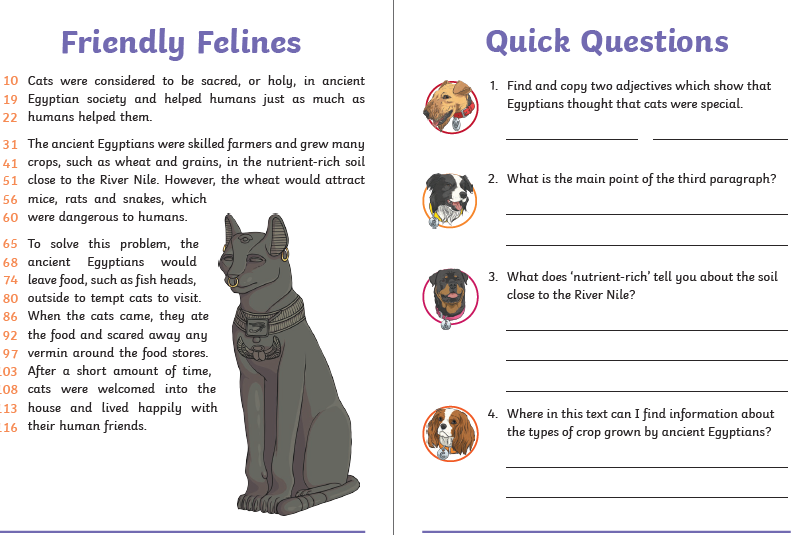 Friendly Felines
10 Cats were considered to be sacred, or holy, in ancient
19 Egyptian society and helped humans just as much as
22 humans helped them.
31 The ancient Egyptians were skilled farmers and grew many
41 crops, such as wheat and grains, in the nutrient-rich soil
51 close to the River Nile. However, the wheat would attract
56 mice, rats and snakes, which
60 were dangerous to humans.
65 To solve this problem, the
68 ancient Egyptians would
74 leave food, such as fish heads,
80 outside to tempt cats to visit.
86 When the cats came, they ate
92 the food and scared away any
97 vermin around the food stores.
103 After a short amount of time,
108 cats were welcomed into the
113 house and lived happily with
116 their human friends.
Quick Questions
1. Find and copy two adjectives which show that
Egyptians thought that cats were special.
2. What is the main point of the third paragraph?
3. What does ‘nutrient-rich’ tell you about the soil
close to the River Nile?
4. Where in this text can I find information about
the types of crop grown by ancient Egyptians?